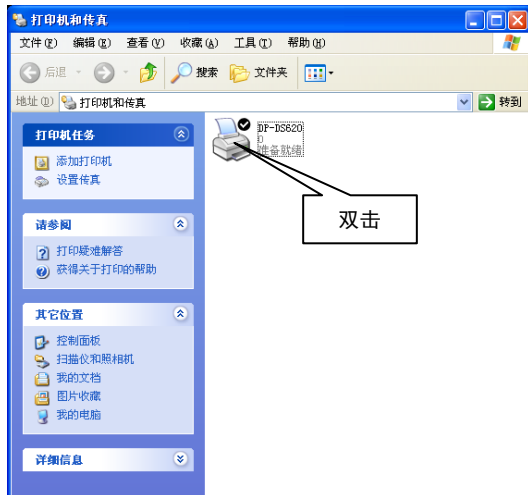 打印机和传真
文件(F) 编辑(E) 查看(V) 收藏(A) 工具(T) 帮助(H)
后退 搜索 文件夹
地址(D) 打印机和传真 转到
打印机任务
添加打印机
设置传真
请参阅
打印疑难解答
获得关于打印的帮助
其它位置
控制面板
扫描仪和照相机
我的文档
图片收藏
我的电脑
详细信息
DP-DS620
0
准备就绪
双击